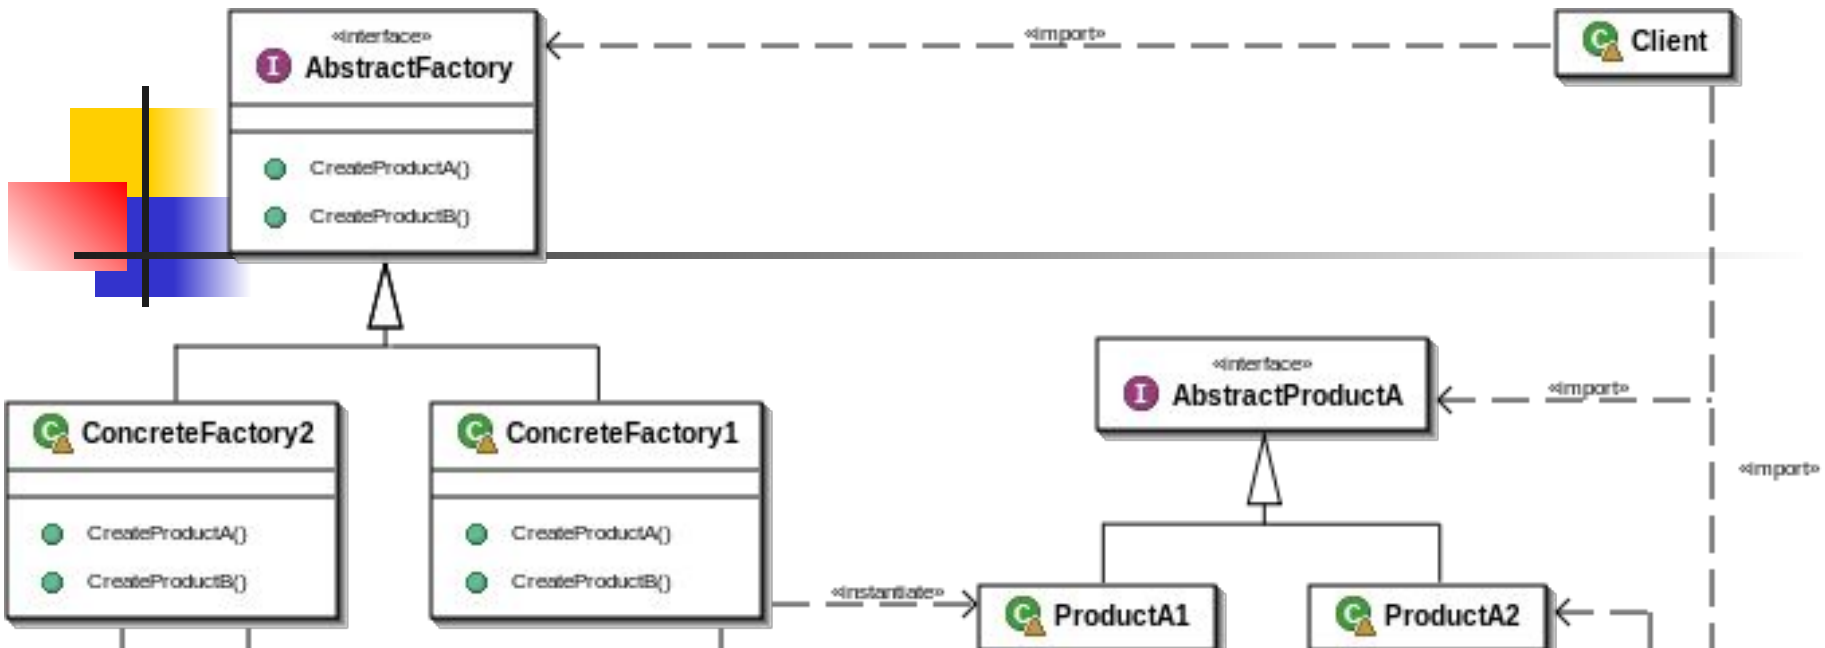 «interface»
AbstractFactory
CreateProductA()
CreateProductB()
«import»
Client
ConcreteFactory2
CreateProductA()
CreateProductB()
ConcreteFactory1
CreateProductA()
CreateProductB()
«interface»
AbstractProductA
«import»
«import»
«instantiate»
ProductA1
ProductA2